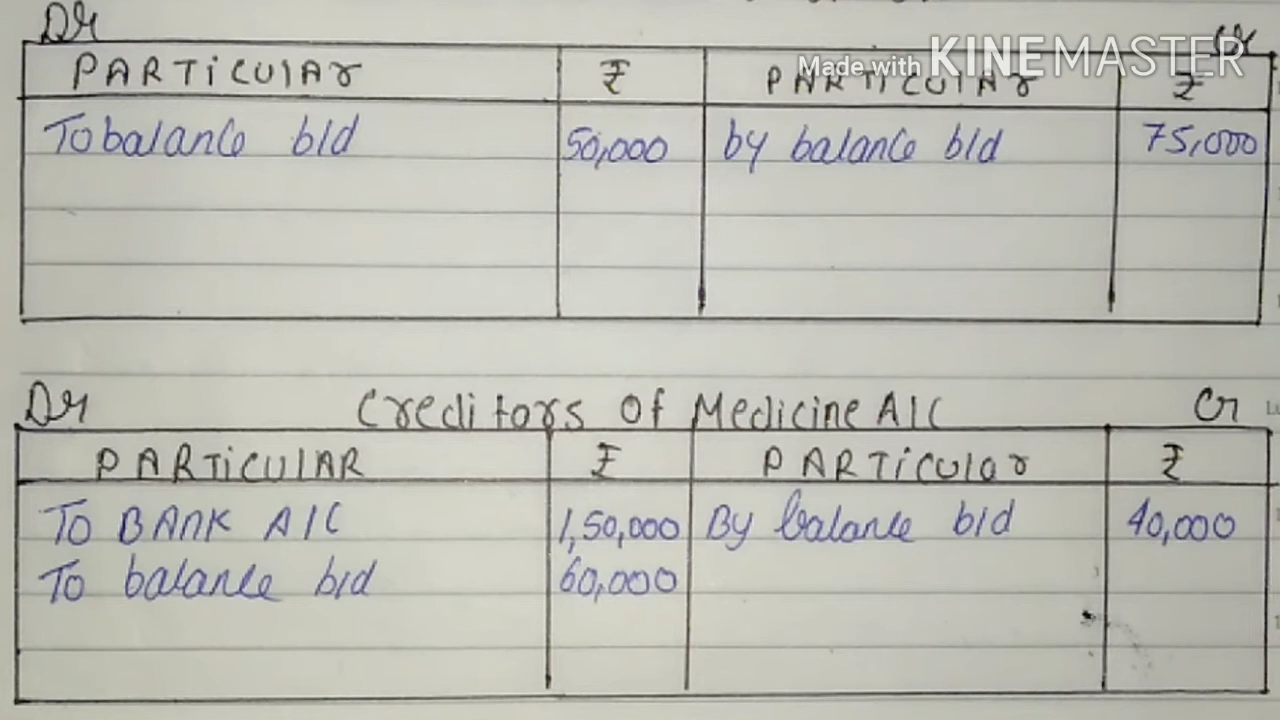 Dr Cr
Made with KINEMASTER
PARTiCUlAr ₹ PARTiCUlAr ₹
To balance b/d 50,000 by balance b/d 75,000
Dr Creditors Of Medicine A/C Cr
PARTiCUlAR ₹ PARTiCUlar ₹
To BAnK A/C 1,50,000 By balance b/d 40,000
To balance b/d 60,000